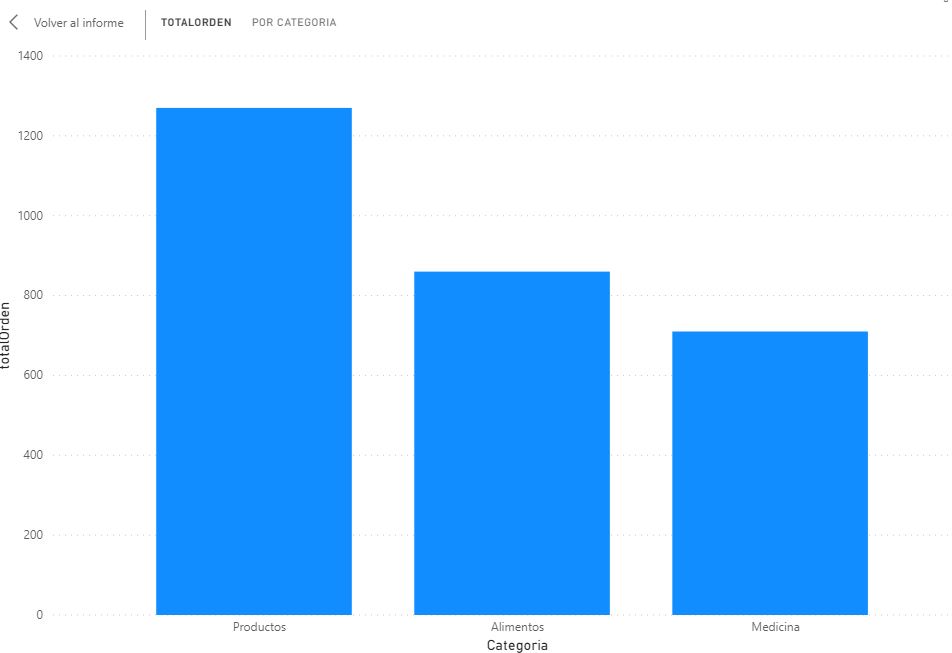 Volver al informe TOTALORDEN POR CATEGORIA
1400
1200
1000
800
600
400
200
0
totalOrden
Productos Alimentos Medicina
Categoria